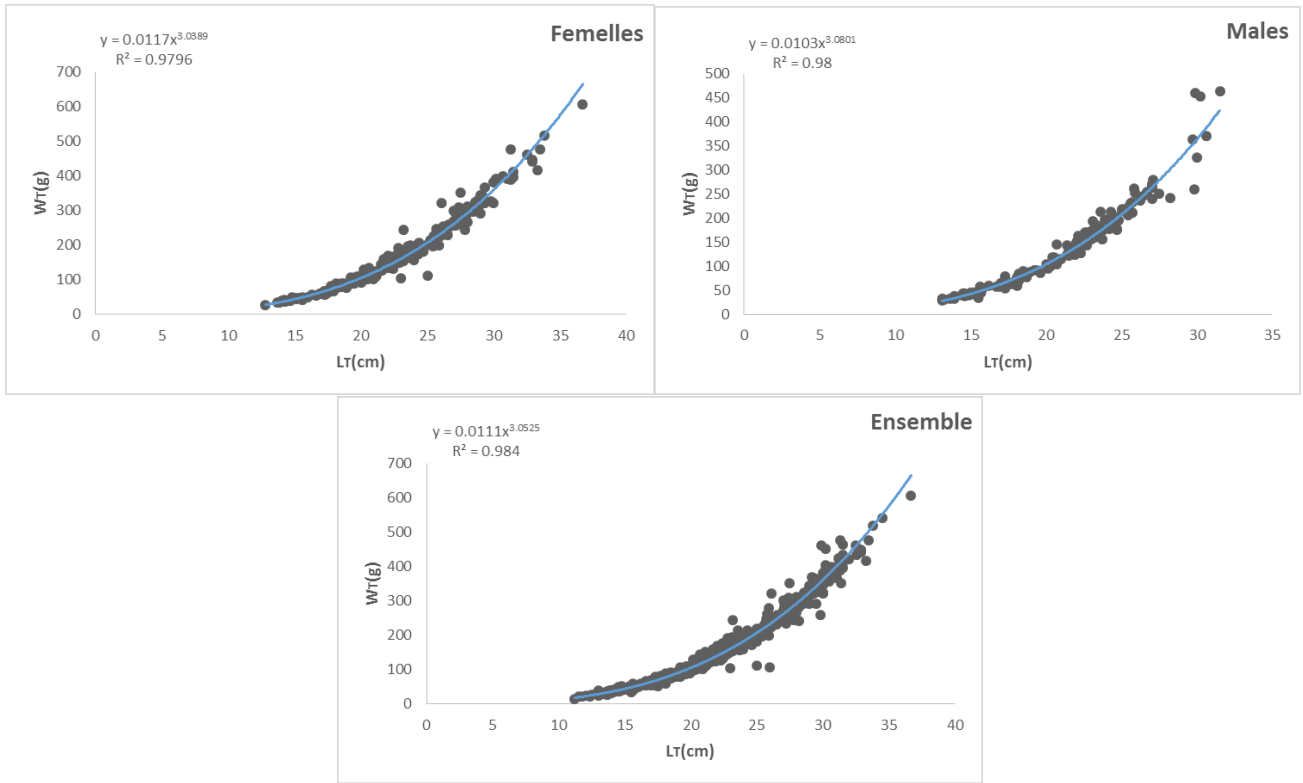 Femelles
y = 0.0117x^3.0389
R² = 0.9796
700
600
500
400
300
200
100
0
WT(g)
0 5 10 15 20 25 30 35 40
LT(cm)
Males
y = 0.0103x^3.0801
R² = 0.98
500
450
400
350
300
250
200
150
100
50
0
WT(g)
0 5 10 15 20 25 30 35
LT(cm)
Ensemble
y = 0.0111x^3.0525
R² = 0.984
700
600
500
400
300
200
100
0
WT(g)
0 5 10 15 20 25 30 35 40
LT(cm)